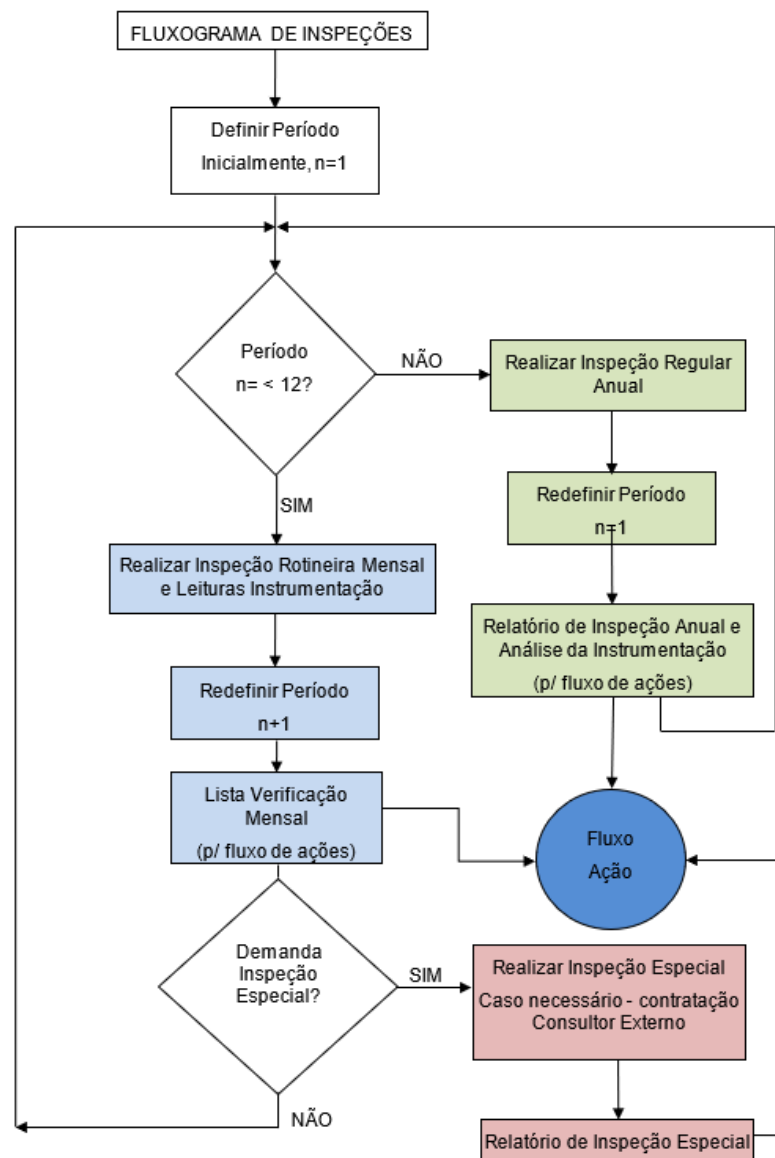 FLUXOGRAMA DE INSPEÇÕES
Definir Período
Inicialmente, n=1
Período
n= < 12?
NÃO
Realizar Inspeção Regular
Anual
Redefinir Período
n=1
SIM
Realizar Inspeção Rotineira Mensal
e Leituras Instrumentação
Relatório de Inspeção Anual e
Análise da Instrumentação
(p/ fluxo de ações)
Redefinir Período
n+1
Lista Verificação
Mensal
(p/ fluxo de ações)
Fluxo
Ação
Demanda
Inspeção
Especial?
SIM
Realizar Inspeção Especial
Caso necessário - contratação
Consultor Externo
NÃO
Relatório de Inspeção Especial